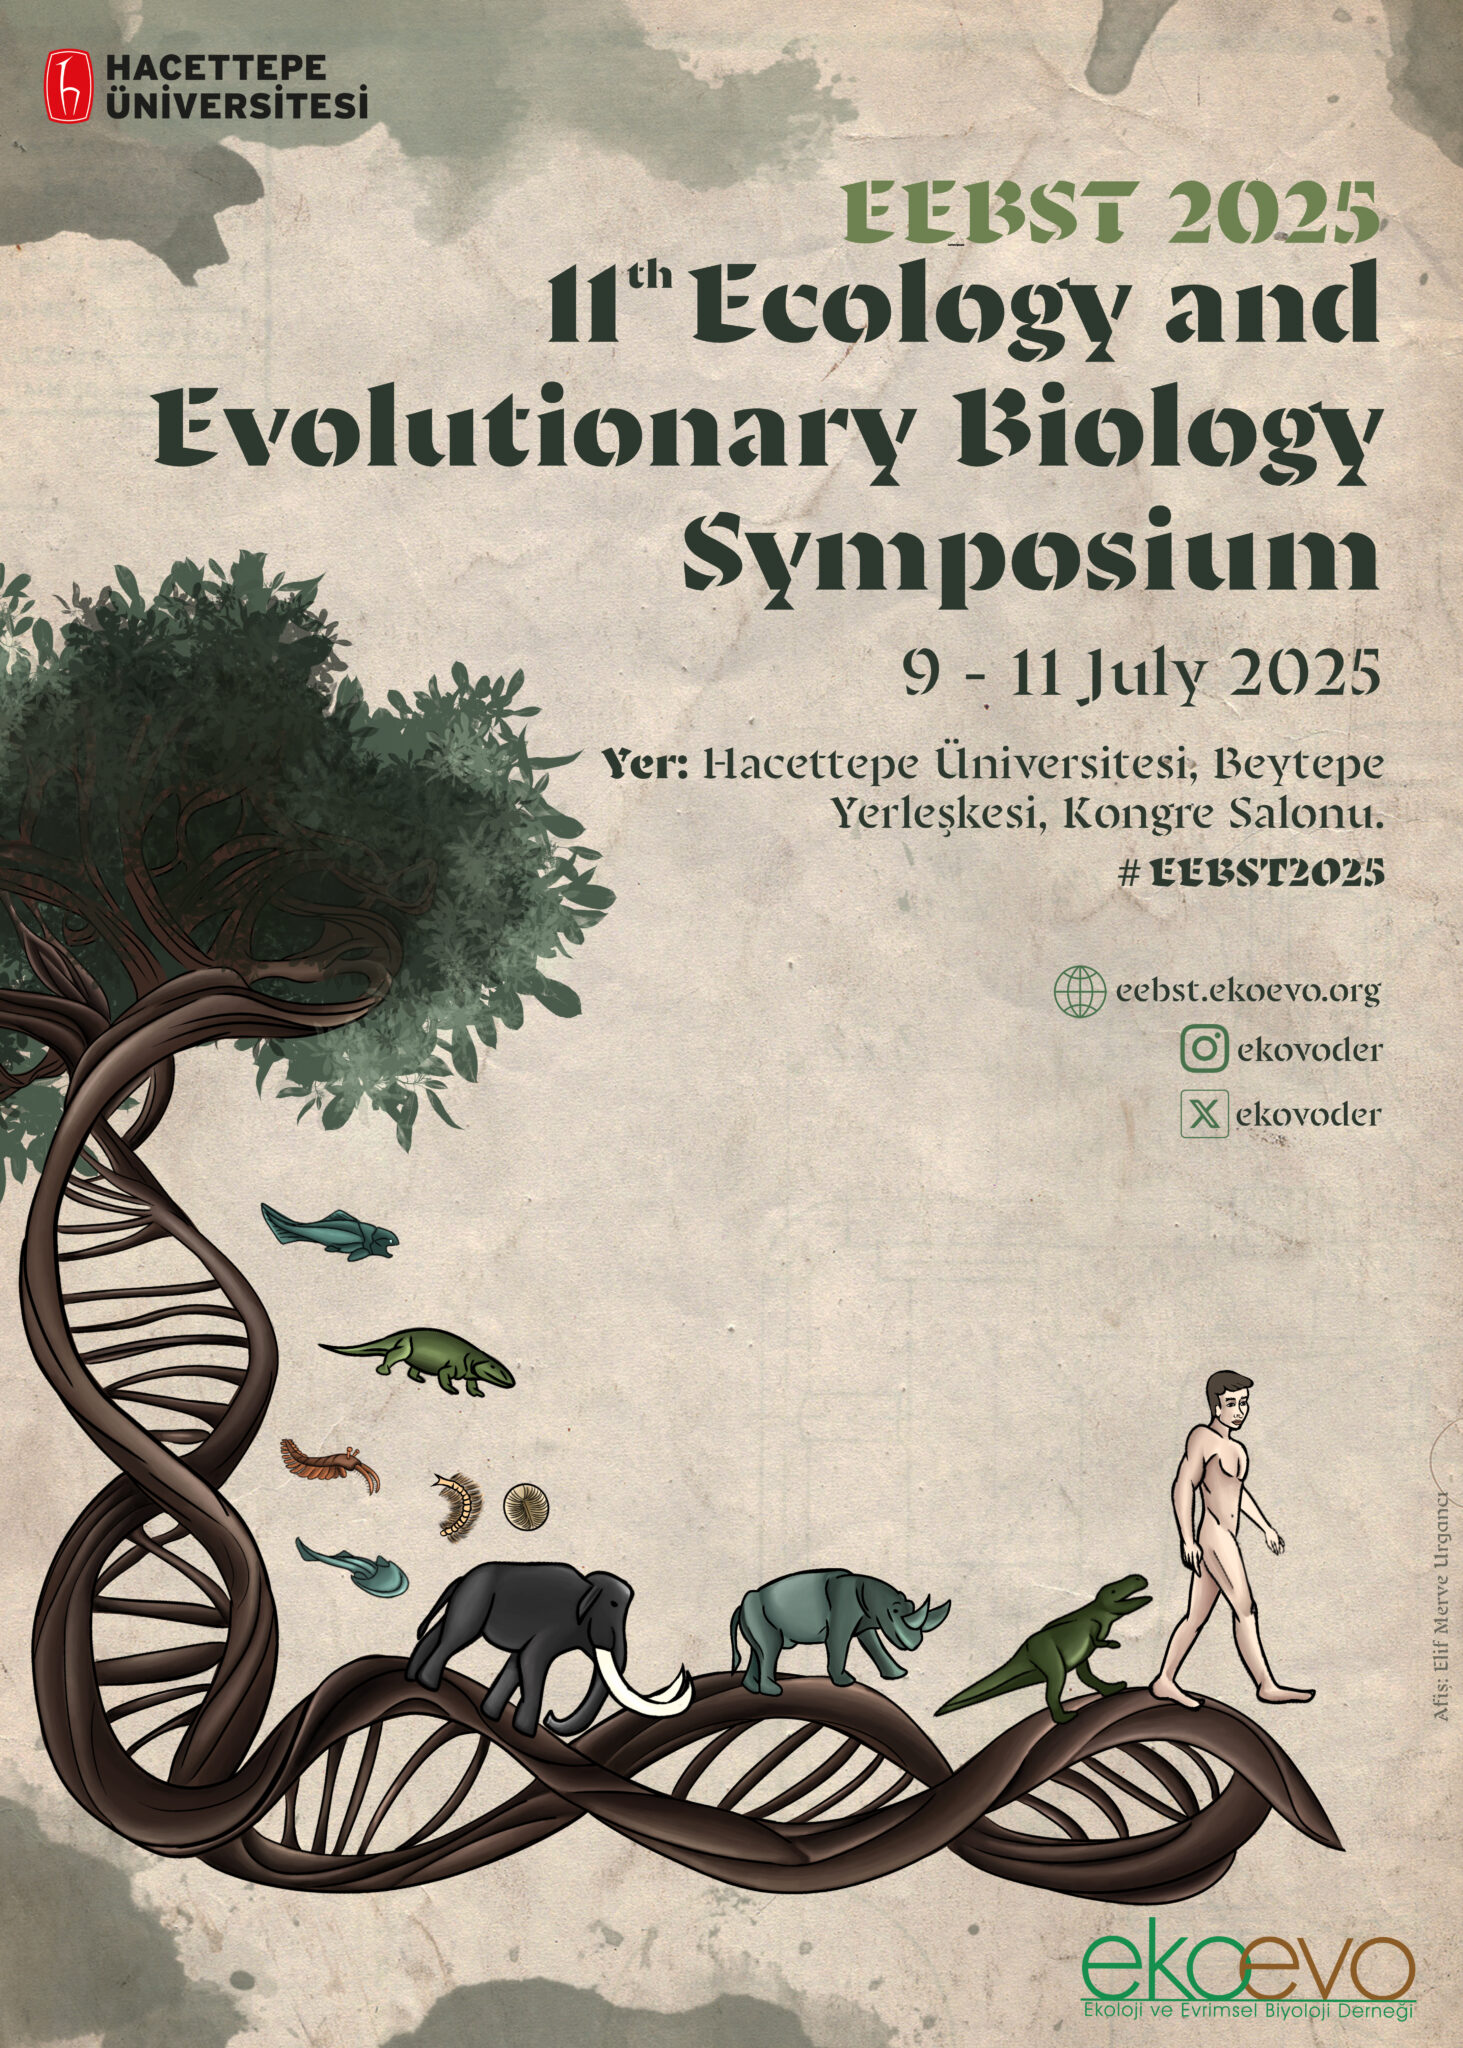 HACETTEPE
ÜNİVERSİTESİ
EEBST 2025
11th Ecology and
Evolutionary Biology
Symposium
9 - 11 July 2025
Yer: Hacettepe Üniversitesi, Beytepe
Yerleşkesi, Kongre Salonu.
# EEBST2025
eebst.ekoevo.org
ekovoder
ekovoder
Afiş: Elif Merve Urgancı
ekoevo
Ekoloji ve Evrimsel Biyoloji Derneği